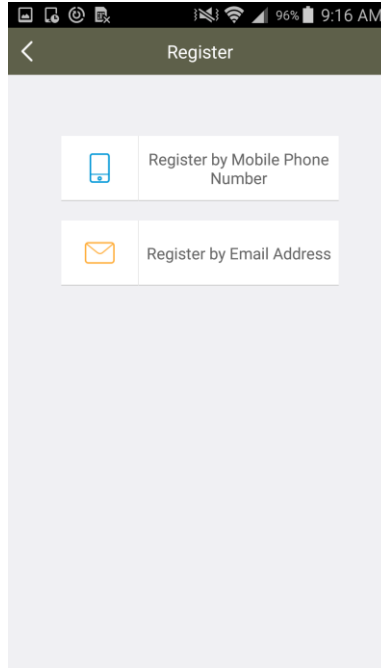 96% 9:16 AM
Register
Register by Mobile Phone
Number
Register by Email Address